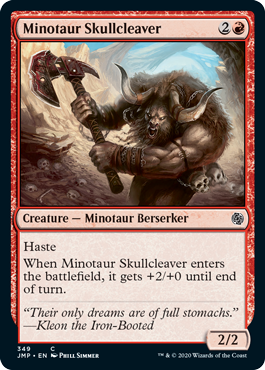 Minotaur Skullcleaver 2
Creature — Minotaur Berserker
Haste
When Minotaur Skullcleaver enters
the battlefield, it gets +2/+0 until end
of turn.
"Their only dreams are of full stomachs."
—Kleon the Iron-Booted
2/2
349 C
JMP • EN PHILL SIMMER ™ & © 2020 Wizards of the Coast